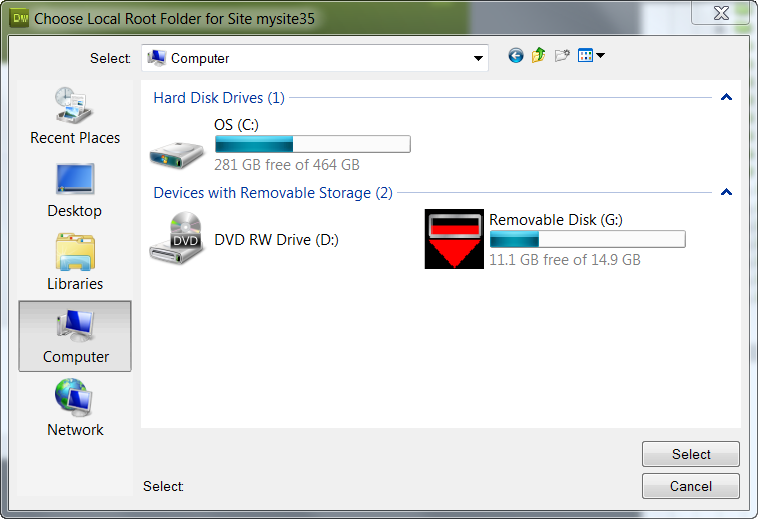 Dw Choose Local Root Folder for Site mysite35
Select: Computer
Recent Places
Desktop
Libraries
Computer
Network
Hard Disk Drives (1)
OS (C:)
281 GB free of 464 GB
Devices with Removable Storage (2)
DVD
DVD RW Drive (D:)
Removable Disk (G:)
11.1 GB free of 14.9 GB
Select
Select:
Cancel